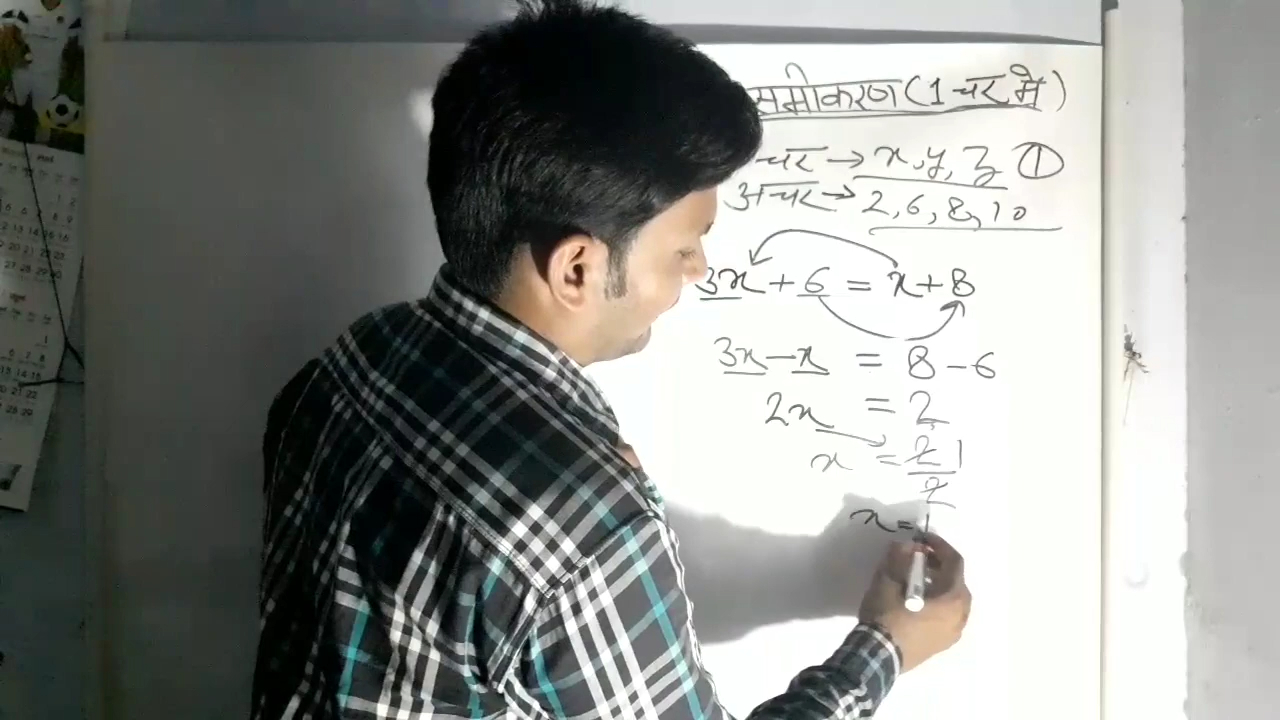 समीकरण (1 चर में)
चर → x, y, z ①
अचर → 2, 6, 8, 10
3x + 6 = x + 8
3x - x = 8 - 6
2x = 2
x = 2/2 1
x = 1